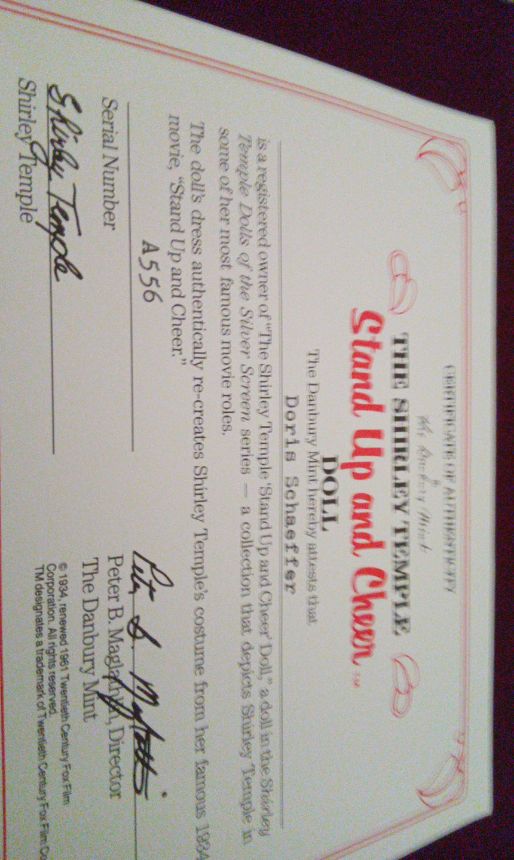 CERTIFICATE OF AUTHENTICITY
The Danbury Mint
THE SHIRLEY TEMPLE
Stand Up and Cheer ™
DOLL
The Danbury Mint hereby attests that
Doris Schaeffer
is a registered owner of "The Shirley Temple 'Stand Up and Cheer' Doll," a doll in the Shirley
Temple Dolls of the Silver Screen series — a collection that depicts Shirley Temple in
some of her most famous movie roles.
The doll's dress authentically re-creates Shirley Temple's costume from her famous 1934
movie, "Stand Up and Cheer."
A556
Serial Number
Shirley Temple
Shirley Temple
Peter B. Maglathlin, Director
The Danbury Mint
© 1934, renewed 1961 Twentieth Century Fox Film
Corporation. All rights reserved.
TM designates a trademark of Twentieth Century Fox Film Co